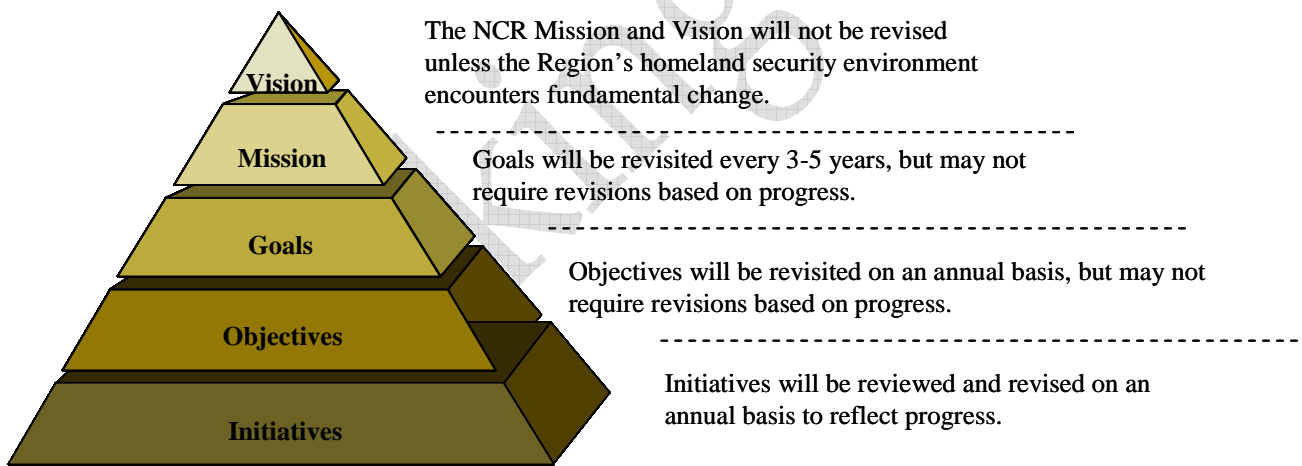 Vision
The NCR Mission and Vision will not be revised
unless the Region's homeland security environment
encounters fundamental change.
Mission
Goals will be revisited every 3-5 years, but may not
require revisions based on progress.
Goals
Objectives will be revisited on an annual basis, but may not
require revisions based on progress.
Objectives
Initiatives will be reviewed and revised on an
annual basis to reflect progress.
Initiatives